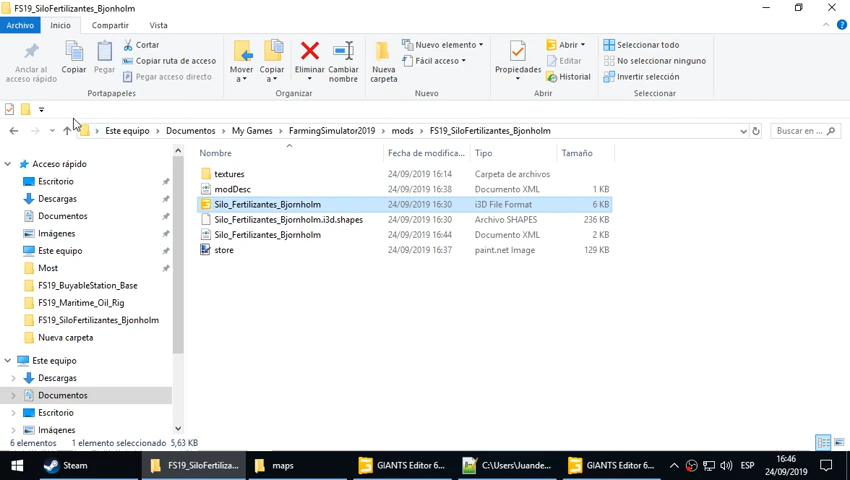 FS19_SiloFertilizantes_Bjornholm
Archivo Inicio Compartir Vista
Anclar al acceso rápido
Copiar
Pegar
Cortar
Copiar ruta de acceso
Pegar acceso directo
Portapapeles
Mover a
Copiar a
Eliminar
Cambiar nombre
Organizar
Nueva carpeta
Nuevo elemento
Fácil acceso
Nuevo
Propiedades
Abrir
Editar
Historial
Abrir
Seleccionar todo
No seleccionar ninguno
Invertir selección
Seleccionar
Este equipo > Documentos > My Games > FarmingSimulator2019 > mods > FS19_SiloFertilizantes_Bjornholm
Buscar en ...
Nombre Fecha de modifica... Tipo Tamaño
textures 24/09/2019 16:14 Carpeta de archivos
modDesc 24/09/2019 16:38 Documento XML 1 KB
Silo_Fertilizantes_Bjornholm 24/09/2019 16:30 i3D File Format 6 KB
Silo_Fertilizantes_Bjornholm.i3d.shapes 24/09/2019 16:30 Archivo SHAPES 236 KB
Silo_Fertilizantes_Bjornholm 24/09/2019 16:44 Documento XML 2 KB
store 24/09/2019 16:37 paint.net Image 129 KB
Acceso rápido
Escritorio
Descargas
Documentos
Imágenes
Este equipo
Most
FS19_BuyableStation_Base
FS19_Maritime_Oil_Rig
FS19_SiloFertilizantes_Bjornholm
Nueva carpeta
Este equipo
Descargas
Documentos
Escritorio
Imágenes
6 elementos 1 elemento seleccionado 5,63 KB
Steam
FS19_SiloFertiliza...
maps
GIANTS Editor 6...
C:\Users\Juande...
GIANTS Editor 6...
ESP
16:46
24/09/2019